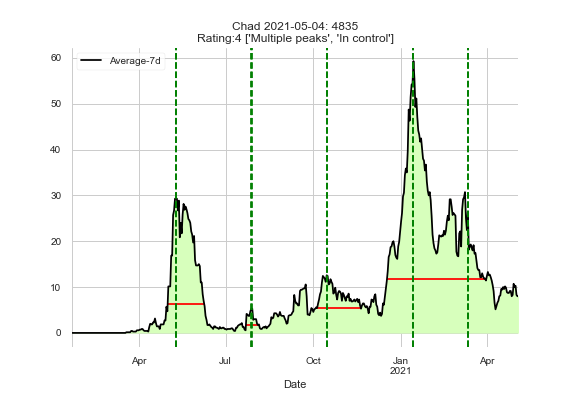 Chad 2021-05-04: 4835
Rating:4 ['Multiple peaks', 'In control']
Average-7d
60
50
40
30
20
10
0
Apr
Jul
Oct
Jan
2021
Apr
Date